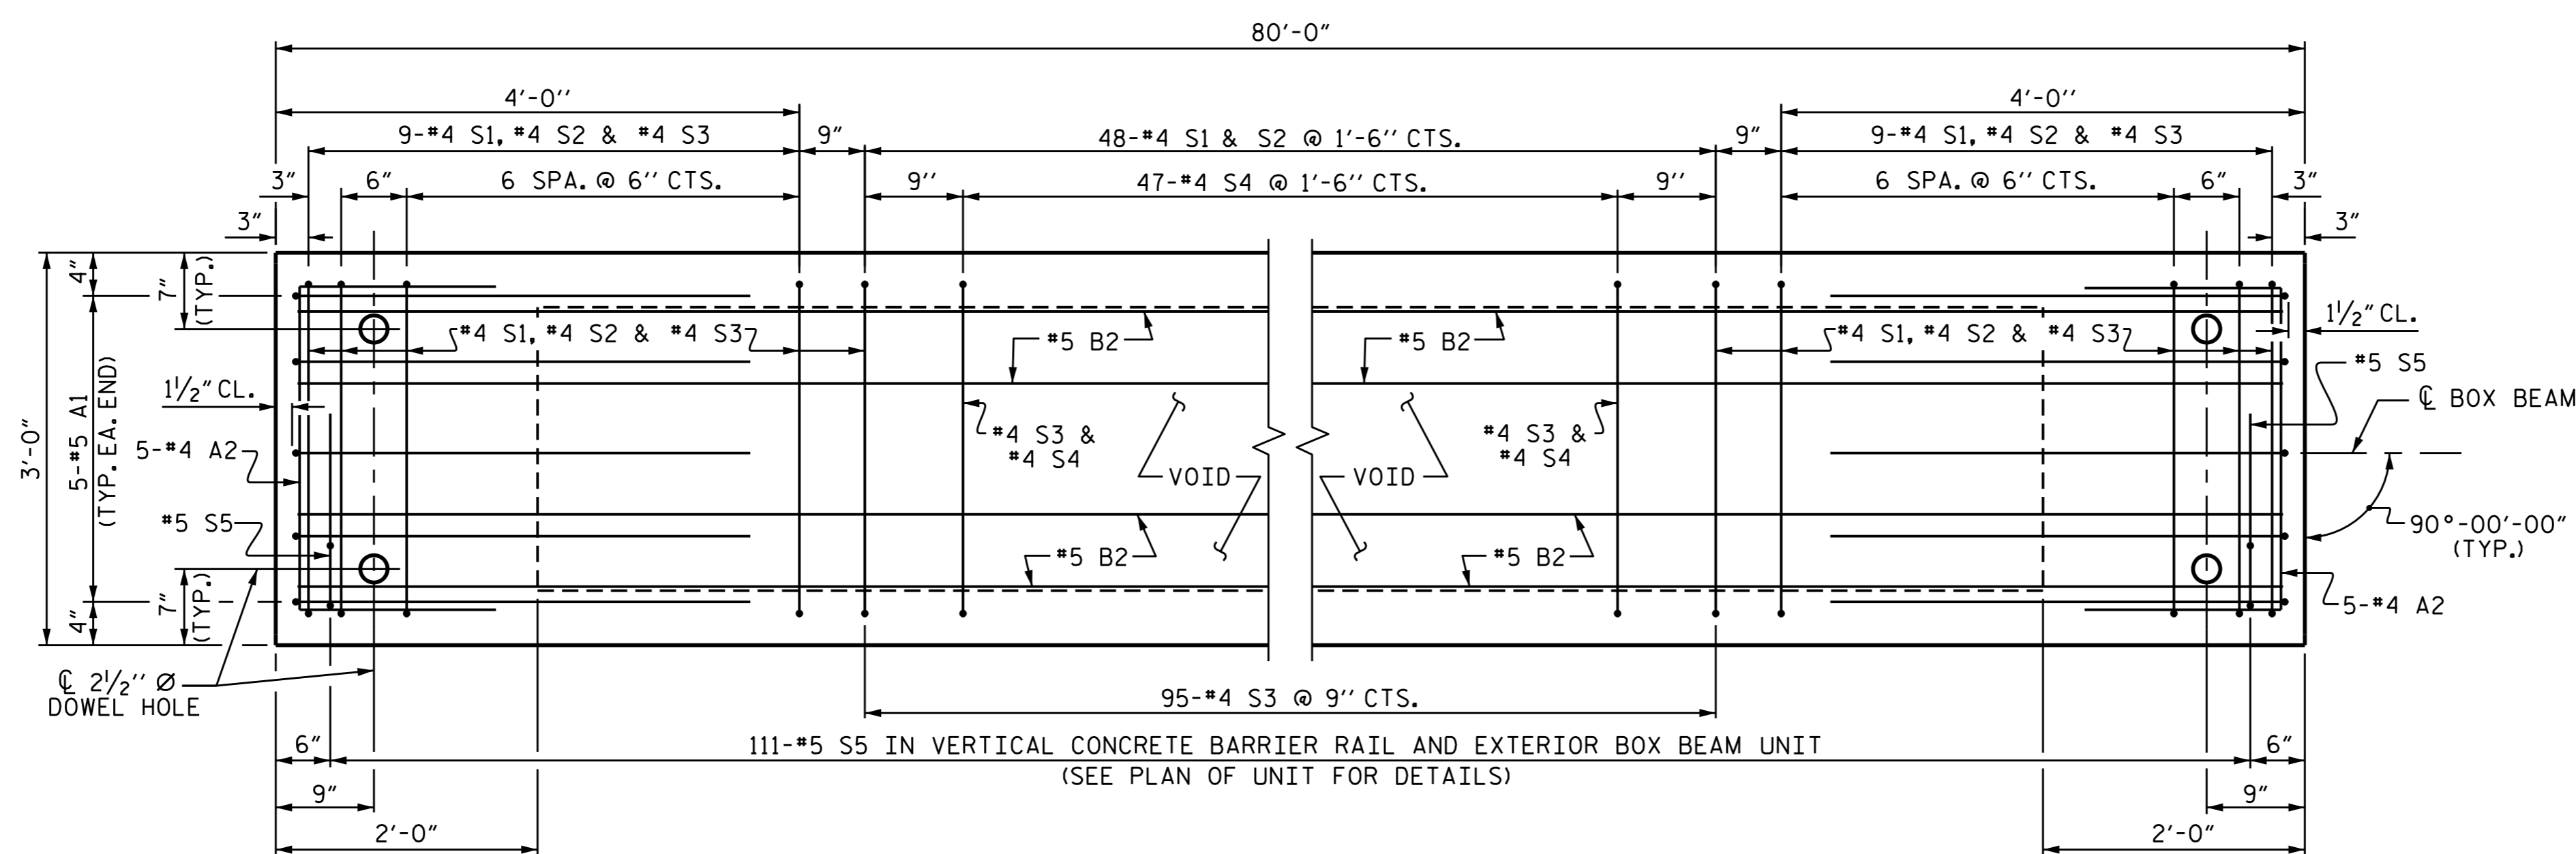 80'-0"
4'-0''
4'-0''
9-#4 S1, #4 S2 & #4 S3
9"
48-#4 S1 & S2 @ 1'-6'' CTS.
9"
9-#4 S1, #4 S2 & #4 S3
3"
6"
6 SPA. @ 6'' CTS.
9''
47-#4 S4 @ 1'-6'' CTS.
9''
6 SPA. @ 6'' CTS.
6"
3"
3"
3"
3'-0"
4"
7"
(TYP.)
5-#5 A1
(TYP. EA. END)
4"
7"
(TYP.)
#4 S1, #4 S2 & #4 S3
#5 B2
#5 B2
#4 S1, #4 S2 & #4 S3
1½" CL.
#5 S5
1½" CL.
℄ BOX BEAM
5-#4 A2
#4 S3 &
#4 S4
#4 S3 &
#4 S4
VOID
VOID
#5 S5
90°-00'-00"
(TYP.)
#5 B2
#5 B2
5-#4 A2
℄ 2½'' Ø
DOWEL HOLE
95-#4 S3 @ 9'' CTS.
6"
111-#5 S5 IN VERTICAL CONCRETE BARRIER RAIL AND EXTERIOR BOX BEAM UNIT
6"
(SEE PLAN OF UNIT FOR DETAILS)
9"
9"
2'-0"
2'-0"